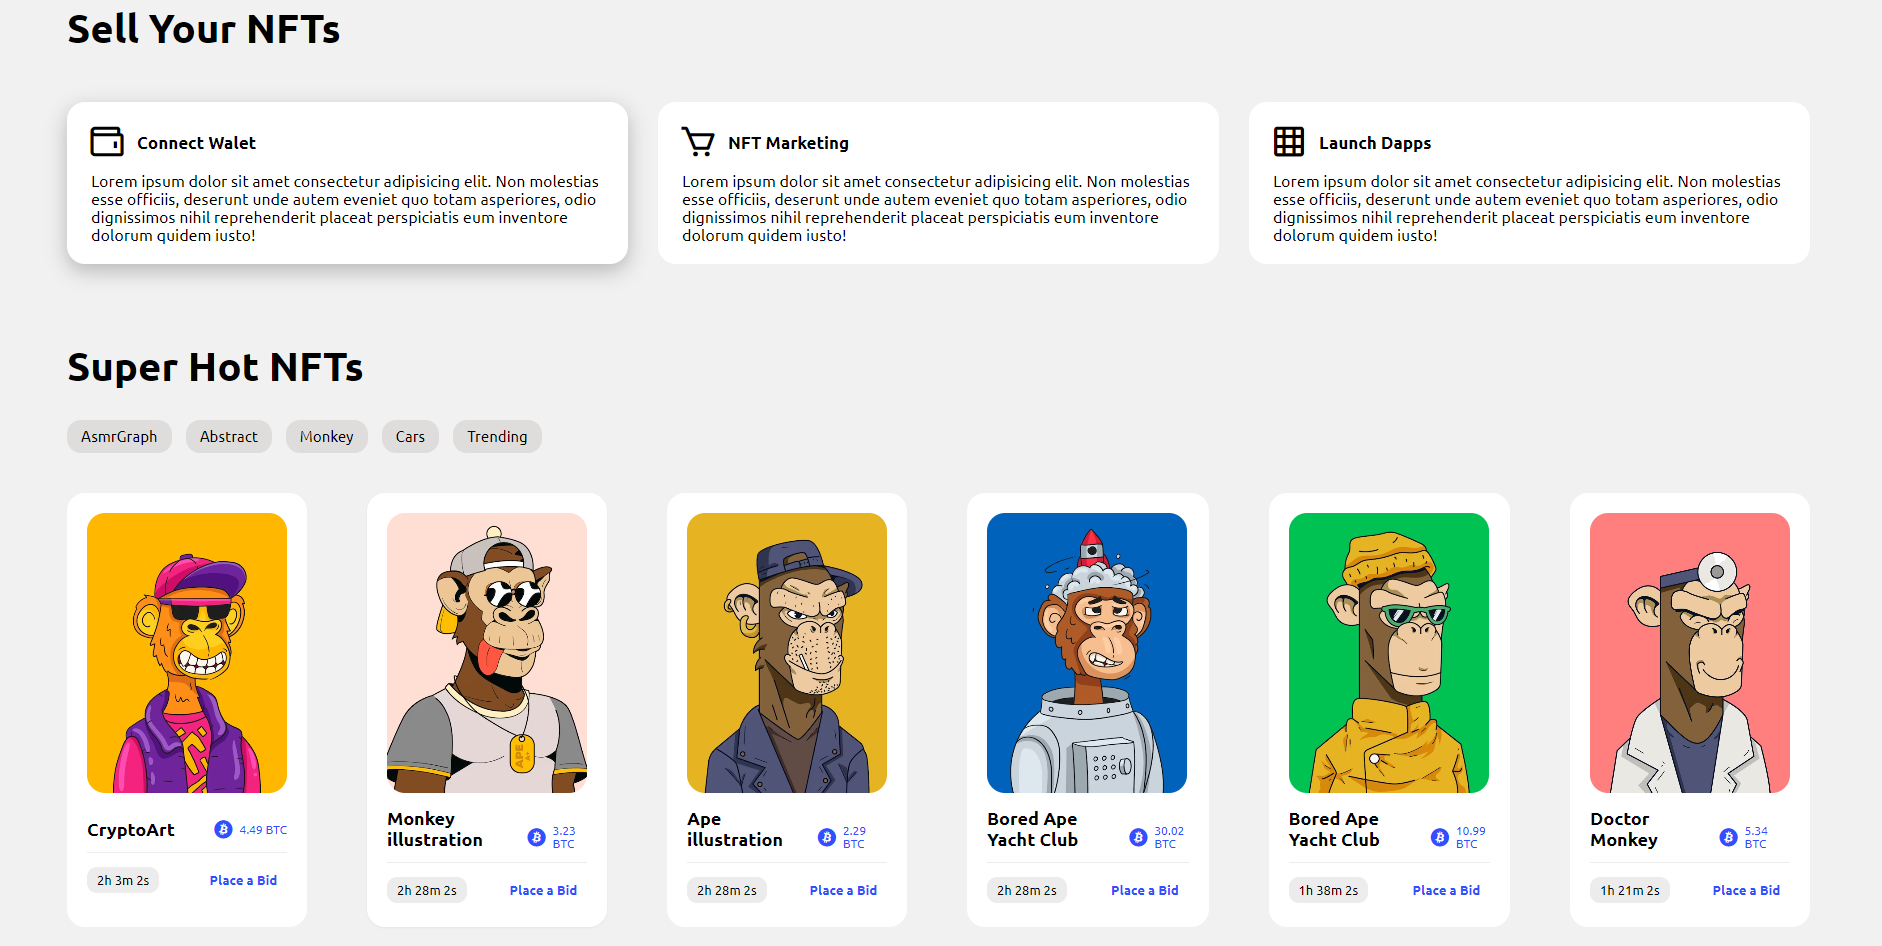 Sell Your NFTs
Connect Walet
Lorem ipsum dolor sit amet consectetur adipisicing elit. Non molestias
esse officiis, deserunt unde autem eveniet quo totam asperiores, odio
dignissimos nihil reprehenderit placeat perspiciatis eum inventore
dolorum quidem iusto!
NFT Marketing
Lorem ipsum dolor sit amet consectetur adipisicing elit. Non molestias
esse officiis, deserunt unde autem eveniet quo totam asperiores, odio
dignissimos nihil reprehenderit placeat perspiciatis eum inventore
dolorum quidem iusto!
Launch Dapps
Lorem ipsum dolor sit amet consectetur adipisicing elit. Non molestias
esse officiis, deserunt unde autem eveniet quo totam asperiores, odio
dignissimos nihil reprehenderit placeat perspiciatis eum inventore
dolorum quidem iusto!
Super Hot NFTs
AsmrGraph
Abstract
Monkey
Cars
Trending
CryptoArt
4.49 BTC
2h 3m 2s
Place a Bid
APE
Monkey
illustration
3.23
BTC
2h 28m 2s
Place a Bid
Ape
illustration
2.29
BTC
2h 28m 2s
Place a Bid
Bored Ape
Yacht Club
30.02
BTC
2h 28m 2s
Place a Bid
Bored Ape
Yacht Club
10.99
BTC
1h 38m 2s
Place a Bid
Doctor
Monkey
5.34
BTC
1h 21m 2s
Place a Bid